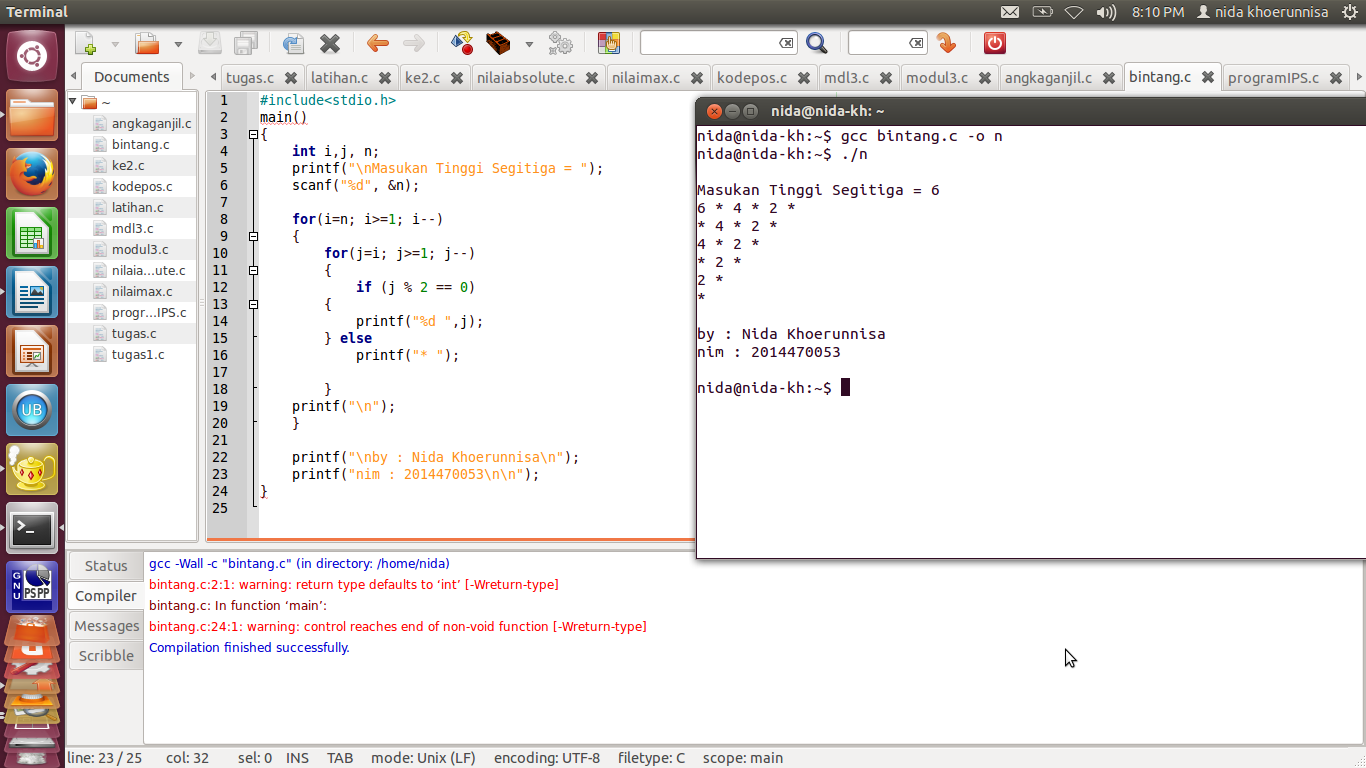 Terminal
8:10 PM
nida khoerunnisa
Documents
tugas.c
latihan.c
ke2.c
nilaiabsolute.c
nilaimax.c
kodepos.c
mdl3.c
modul3.c
angkaganjil.c
bintang.c
programIPS.c
~
angkaganjil.c
bintang.c
ke2.c
kodepos.c
latihan.c
mdl3.c
modul3.c
nilaia...ute.c
nilaimax.c
progr...IPS.c
tugas.c
tugas1.c
1 #include<stdio.h>
2 main()
3 {
4     int i,j, n;
5     printf("\nMasukan Tinggi Segitiga = ");
6     scanf("%d", &n);
7
8     for(i=n; i>=1; i--)
9     {
10         for(j=i; j>=1; j--)
11         {
12             if (j % 2 == 0)
13         {
14             printf("%d ",j);
15         } else
16             printf("* ");
17
18         }
19     printf("\n");
20     }
21
22     printf("\nby : Nida Khoerunnisa\n");
23     printf("nim : 2014470053\n\n");
24 }
25
nida@nida-kh: ~
nida@nida-kh:~$ gcc bintang.c -o n
nida@nida-kh:~$ ./n
Masukan Tinggi Segitiga = 6
6 * 4 * 2 *
* 4 * 2 *
4 * 2 *
* 2 *
2 *
*
by : Nida Khoerunnisa
nim : 2014470053
nida@nida-kh:~$
UB
GNU
PSPP
Status
Compiler
Messages
Scribble
gcc -Wall -c "bintang.c" (in directory: /home/nida)
bintang.c:2:1: warning: return type defaults to ‘int’ [-Wreturn-type]
bintang.c: In function ‘main’:
bintang.c:24:1: warning: control reaches end of non-void function [-Wreturn-type]
Compilation finished successfully.
line: 23 / 25 col: 32 sel: 0 INS TAB mode: Unix (LF) encoding: UTF-8 filetype: C scope: main